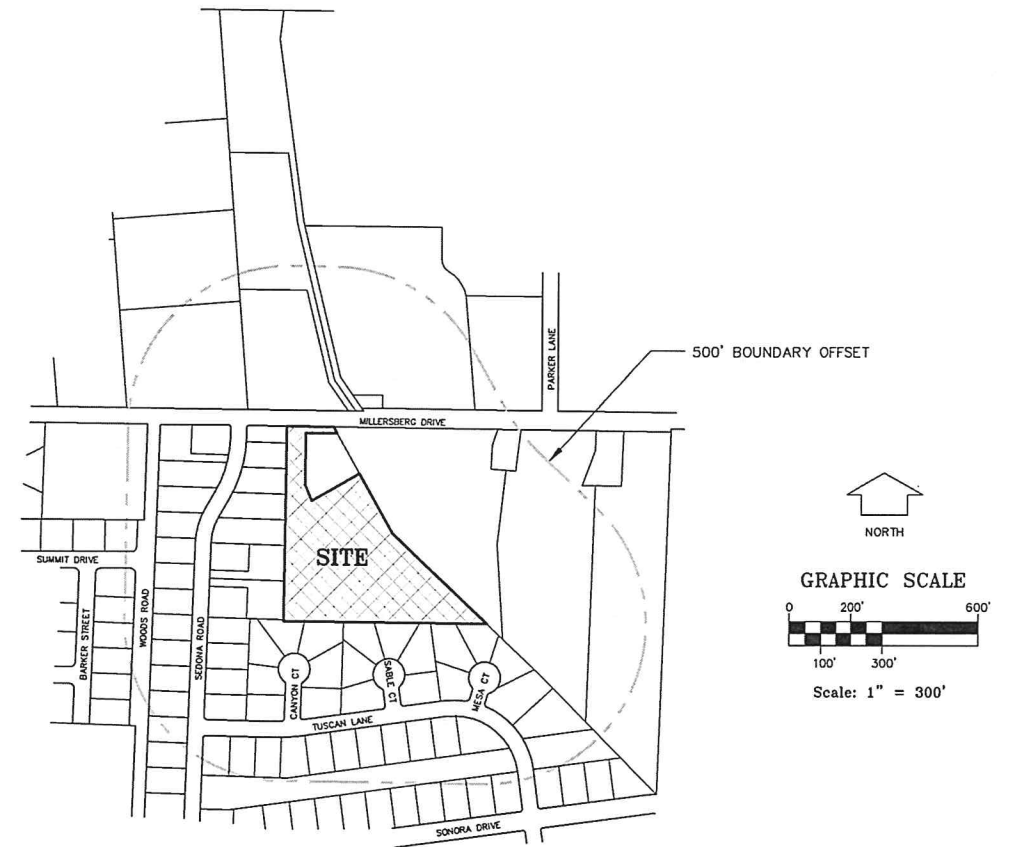 PARKER LANE
500' BOUNDARY OFFSET
MILLERSBERG DRIVE
NORTH
SITE
SUMMIT DRIVE
GRAPHIC SCALE
0 200' 600'
100' 300'
Scale: 1" = 300'
BARKER STREET
WOODS ROAD
SEDONA ROAD
CANYON CT
SABLE CT
MESA CT
TUSCAN LANE
SONORA DRIVE